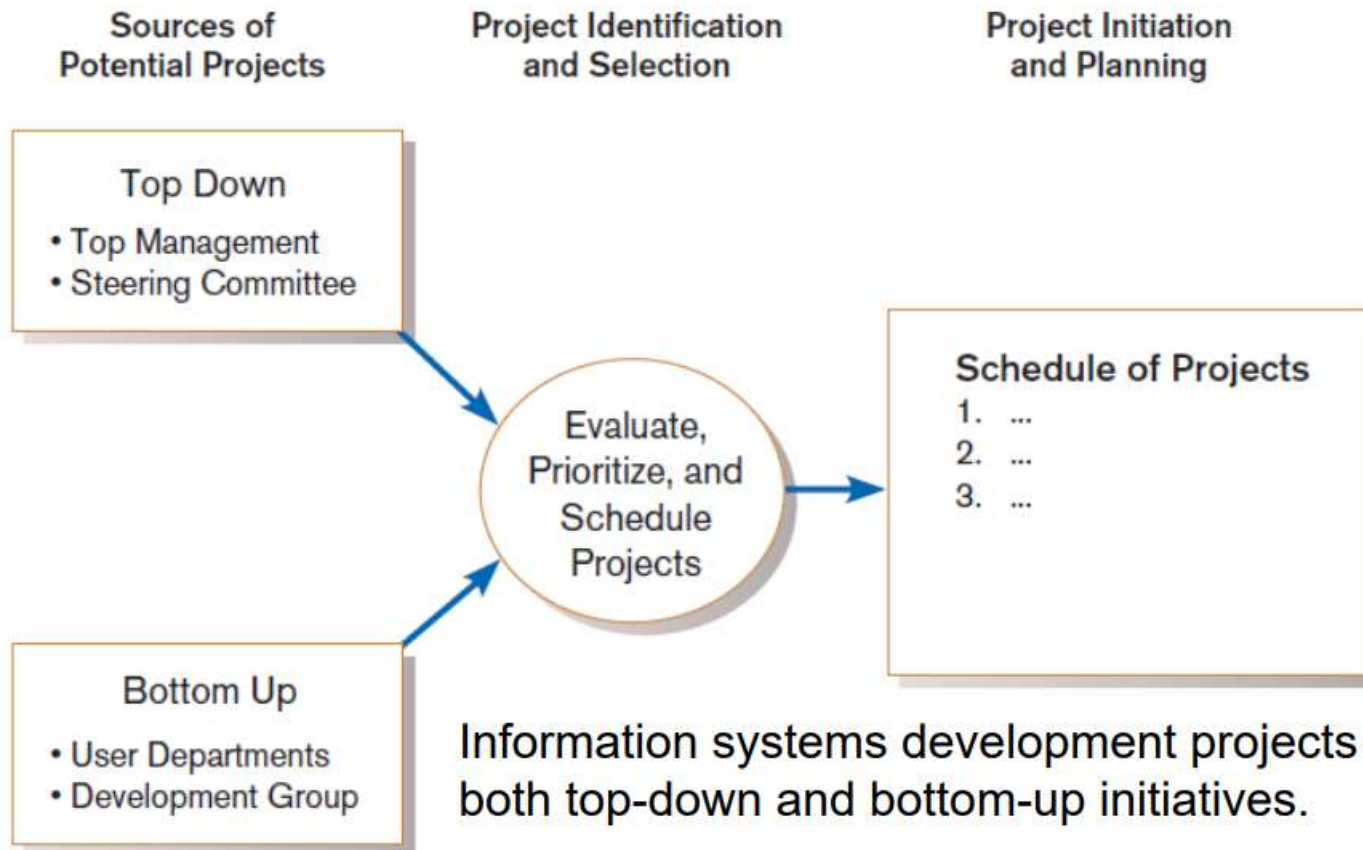 Sources of
Potential Projects
Project Identification
and Selection
Project Initiation
and Planning
Top Down
• Top Management
• Steering Committee
Evaluate,
Prioritize, and
Schedule
Projects
Schedule of Projects
1. ...
2. ...
3. ...
Bottom Up
• User Departments
• Development Group
Information systems development projects
both top-down and bottom-up initiatives.